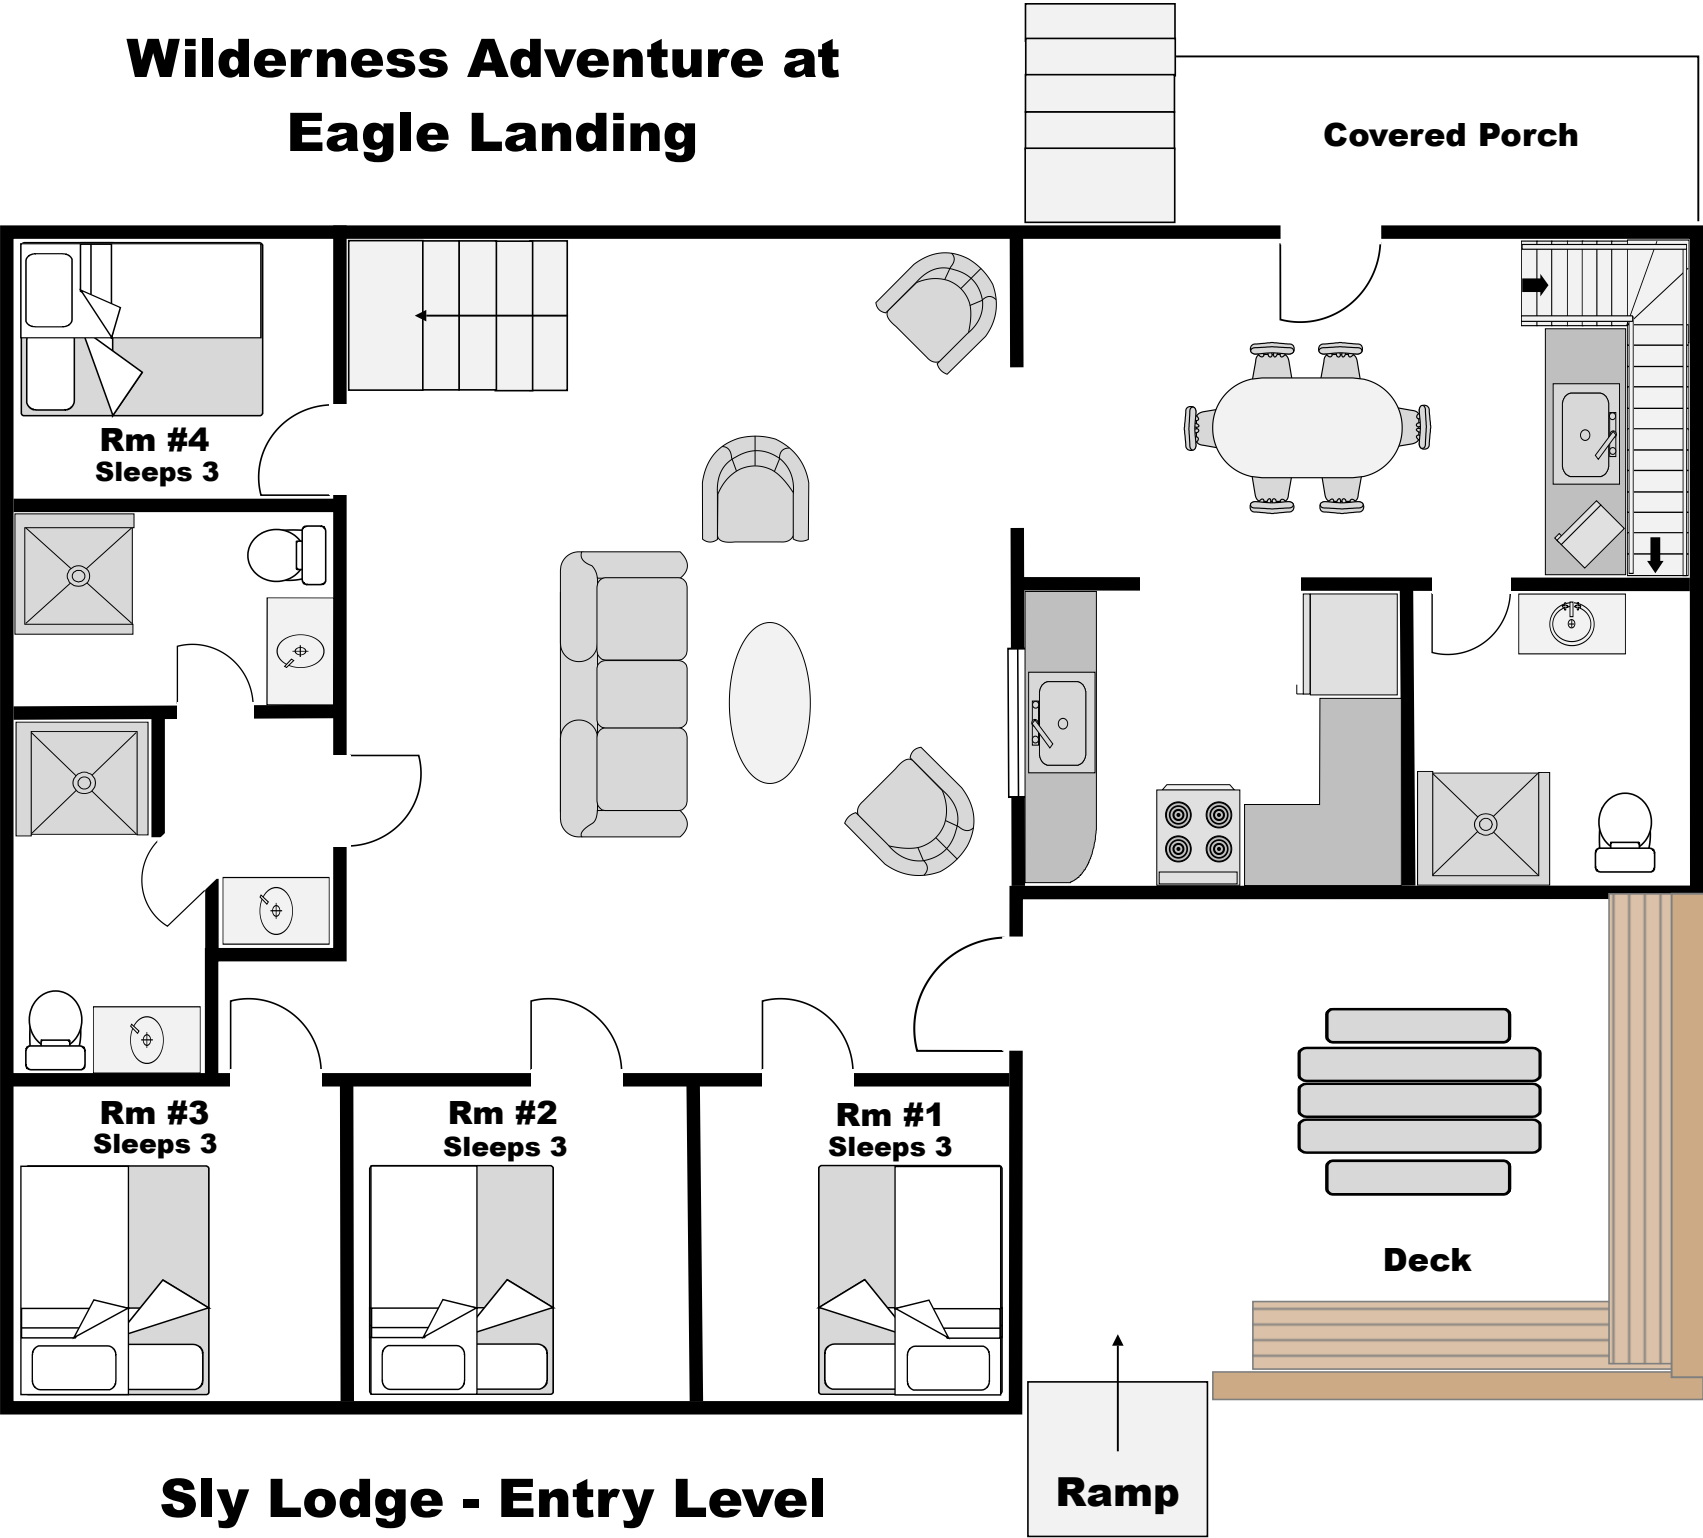 Wilderness Adventure at
Eagle Landing
Covered Porch
Rm #4
Sleeps 3
Rm #3
Sleeps 3
Rm #2
Sleeps 3
Rm #1
Sleeps 3
Deck
Ramp
Sly Lodge - Entry Level